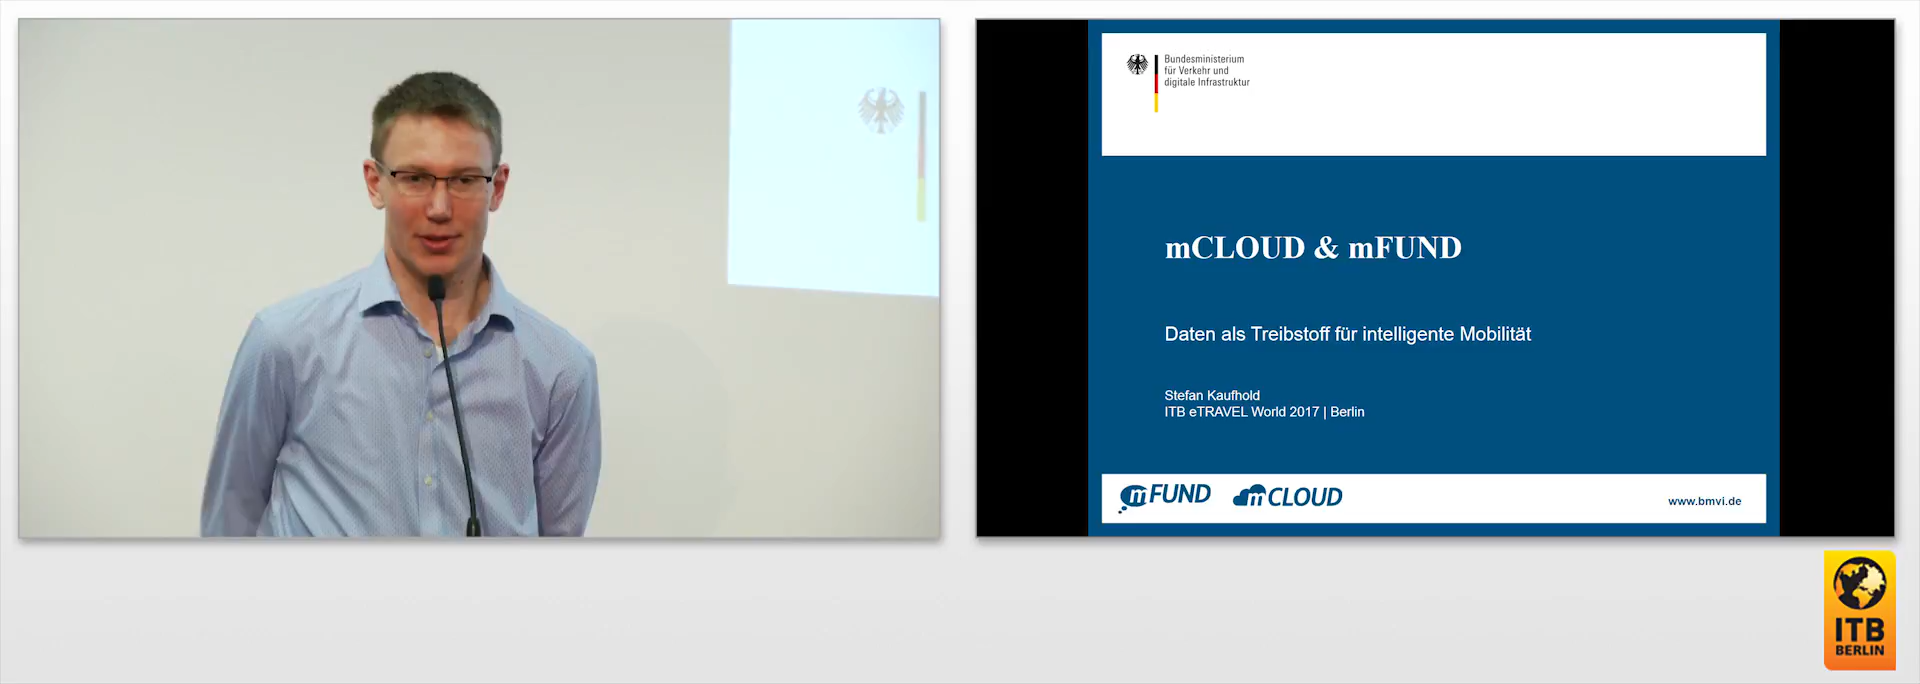 Bundesministerium
für Verkehr und
digitale Infrastruktur
mCLOUD & mFUND
Daten als Treibstoff für intelligente Mobilität
Stefan Kaufhold
ITB eTRAVEL World 2017 | Berlin
mFUND mCLOUD www.bmvi.de
ITB
BERLIN